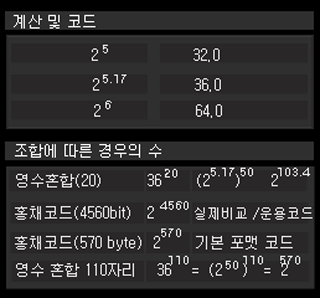 계산 및 코드
2^5 32.0
2^5.17 36.0
2^6 64.0
조합에 따른 경우의 수
영수혼합(20) 36^20 (2^5.17)^50 2^103.4
홍채코드(4560bit) 2^4560 실제비교 /운용코드
홍채코드(570 byte) 2^570 기본 포맷 코드
영수 혼합 110자리 36^110 = (2^50)^110 = 2^570